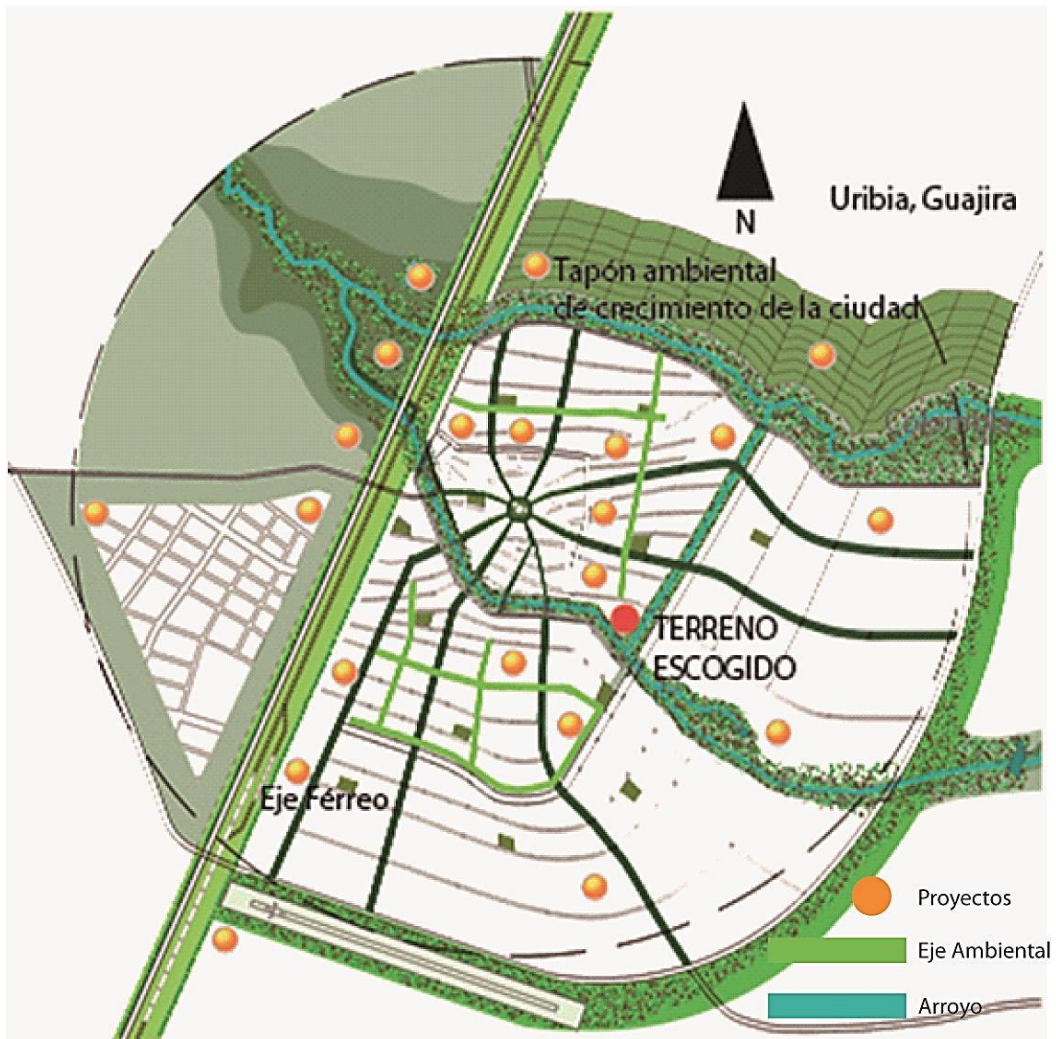 N
Uribia, Guajira
Tapón ambiental
de crecimiento de la ciudad
TERRENO
ESCOGIDO
Eje Férreo
Proyectos
Eje Ambiental
Arroyo